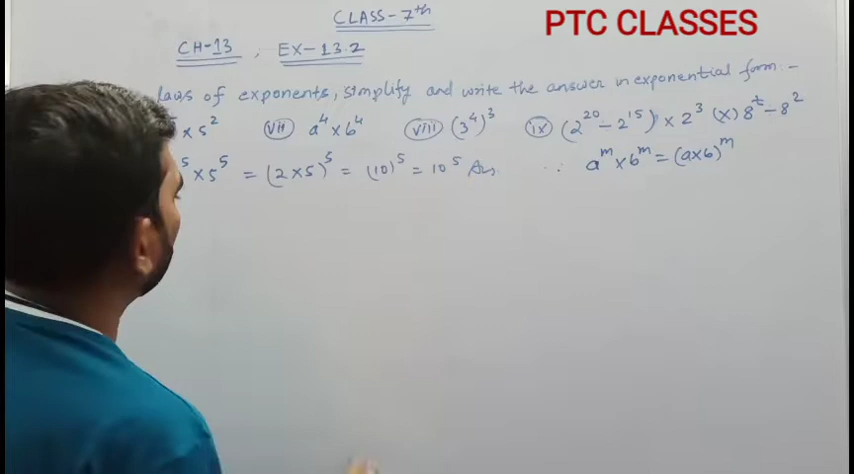 CLASS-7th
PTC CLASSES
CH-13, EX-13.2
laws of exponents, simplify and write the answer in exponential form.-
× 5² (vii) a⁴ × b⁴ (viii) (3⁴)³ (ix) (2²⁰ - 2¹⁵) × 2³ (x) 8ᵗ - 8²
⁵ × 5⁵ = (2×5)⁵ = (10)⁵ = 10⁵ Ans. ∵ aᵐ × bᵐ = (a×b)ᵐ